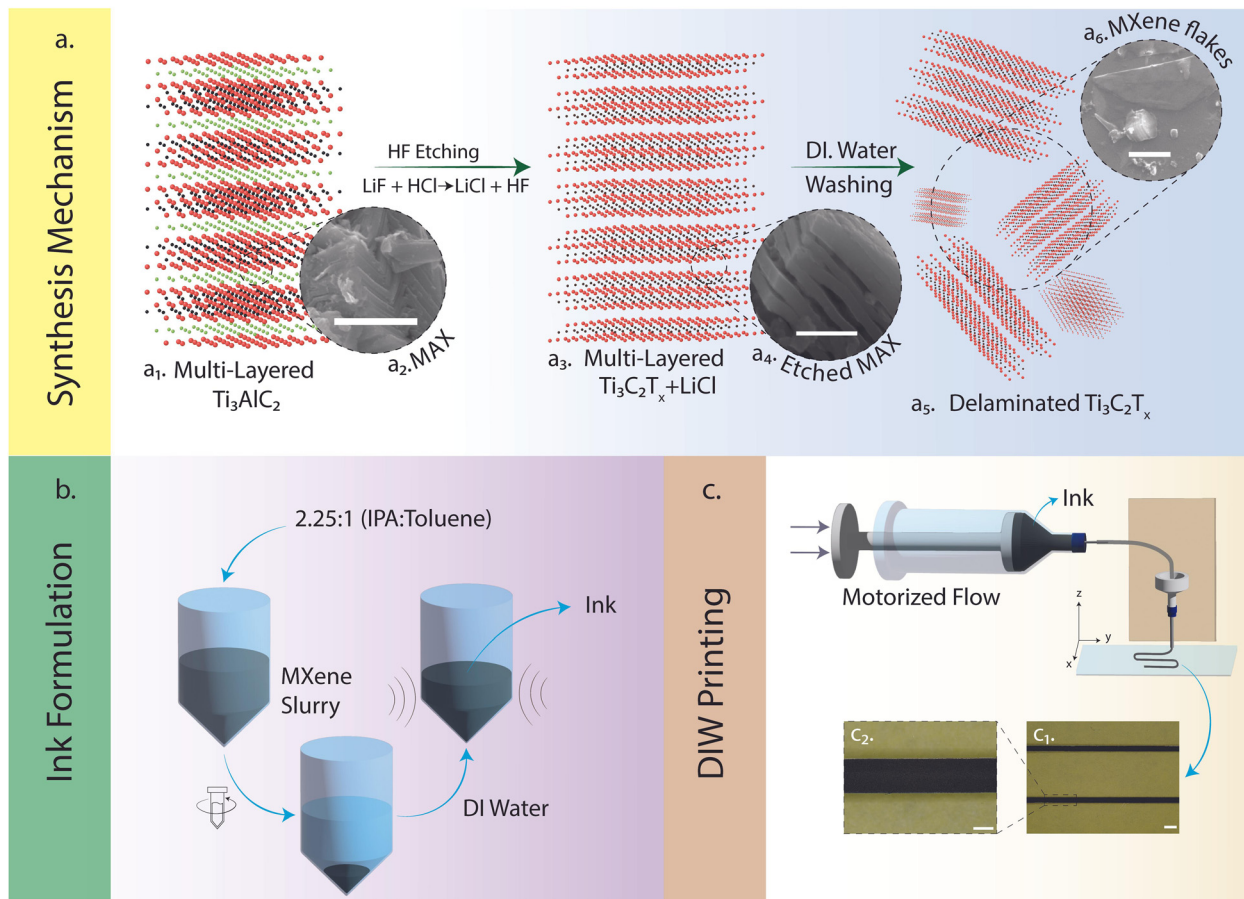 a.
Synthesis Mechanism
HF Etching
LiF + HCl→LiCl + HF
DI. Water
Washing
a₁. Multi-Layered
Ti₃AlC₂
a₂. MAX
a₃. Multi-Layered
Ti₃C₂Tₓ+LiCl
a₄. Etched MAX
a₅. Delaminated Ti₃C₂Tₓ
a₆. MXene flakes
b.
Ink Formulation
2.25:1 (IPA:Toluene)
MXene
Slurry
DI Water
Ink
c.
DIW Printing
Ink
Motorized Flow
z
y
x
C₂.
C₁.